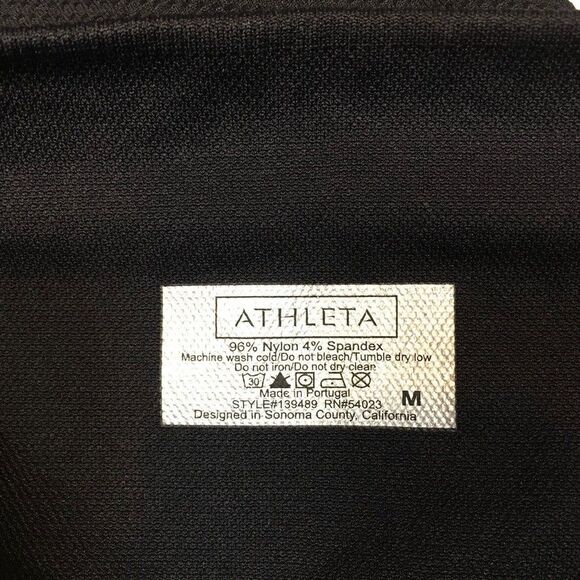 ATHLETA
96% Nylon 4% Spandex
Machine wash cold/Do not bleach/Tumble dry low
Do not iron/Do not dry clean
30
Made in Portugal
STYLE#139489 RN#54023
M
Designed in Sonoma County, California